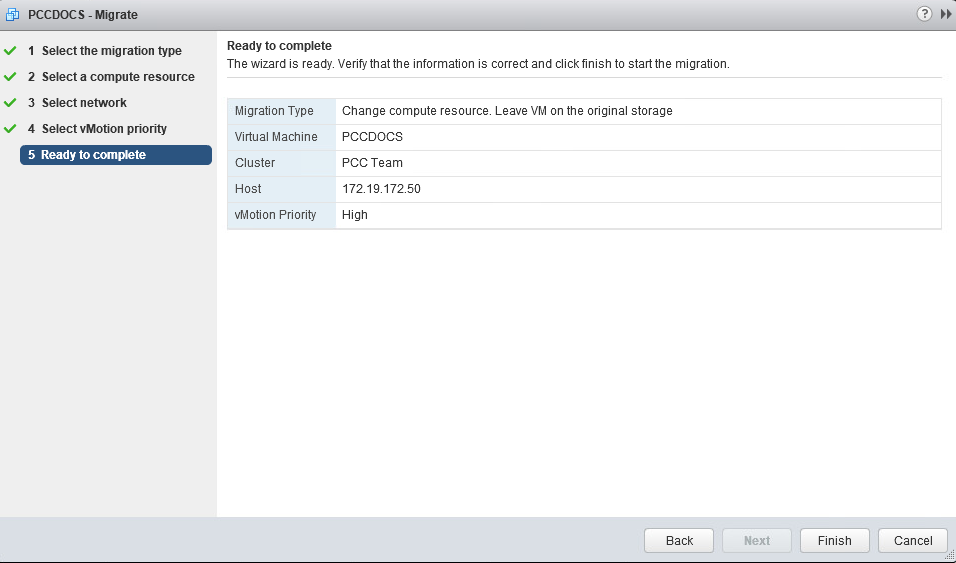 PCCDOCS - Migrate
?
1 Select the migration type
2 Select a compute resource
3 Select network
4 Select vMotion priority
5 Ready to complete
Ready to complete
The wizard is ready. Verify that the information is correct and click finish to start the migration.
Migration Type Change compute resource. Leave VM on the original storage
Virtual Machine PCCDOCS
Cluster PCC Team
Host 172.19.172.50
vMotion Priority High
Back Next Finish Cancel